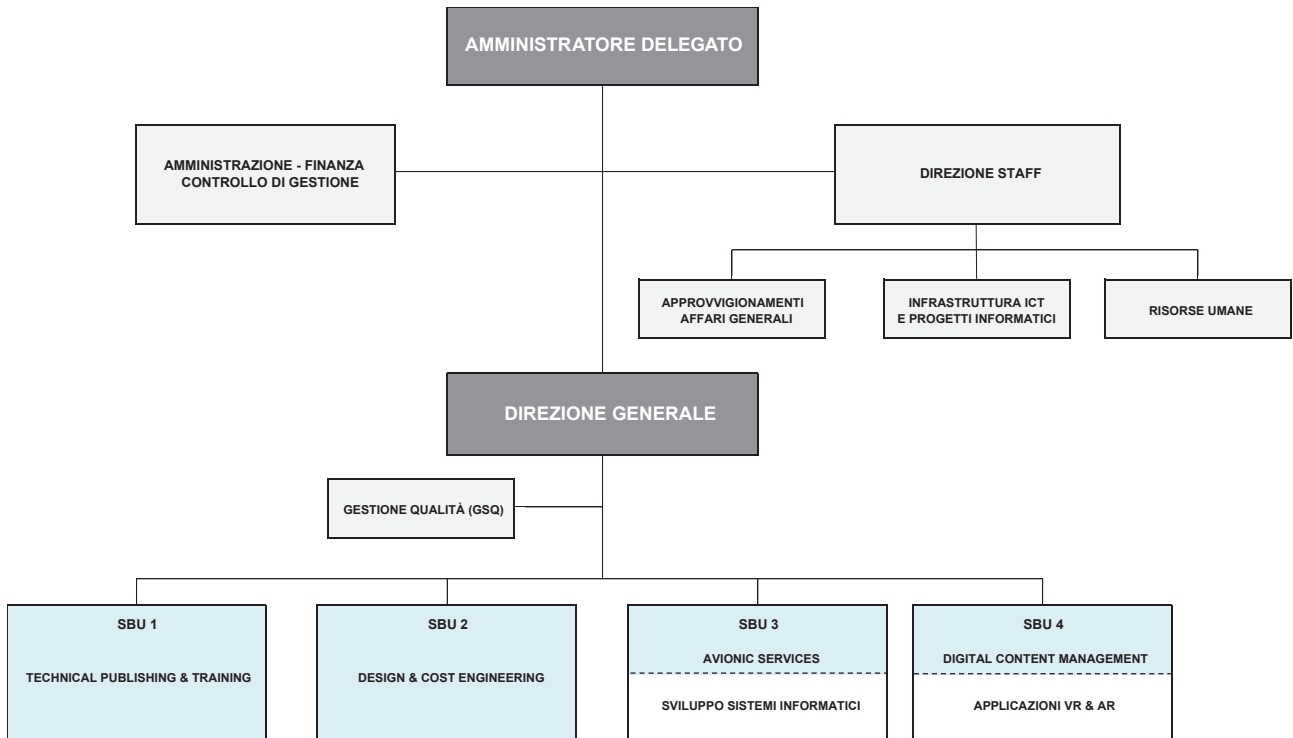 AMMINISTRATORE DELEGATO
AMMINISTRAZIONE - FINANZA
CONTROLLO DI GESTIONE
DIREZIONE STAFF
APPROVVIGIONAMENTI
AFFARI GENERALI
INFRASTRUTTURA ICT
E PROGETTI INFORMATICI
RISORSE UMANE
DIREZIONE GENERALE
GESTIONE QUALITÀ (GSQ)
SBU 1
TECHNICAL PUBLISHING & TRAINING
SBU 2
DESIGN & COST ENGINEERING
SBU 3
AVIONIC SERVICES
SVILUPPO SISTEMI INFORMATICI
SBU 4
DIGITAL CONTENT MANAGEMENT
APPLICAZIONI VR & AR